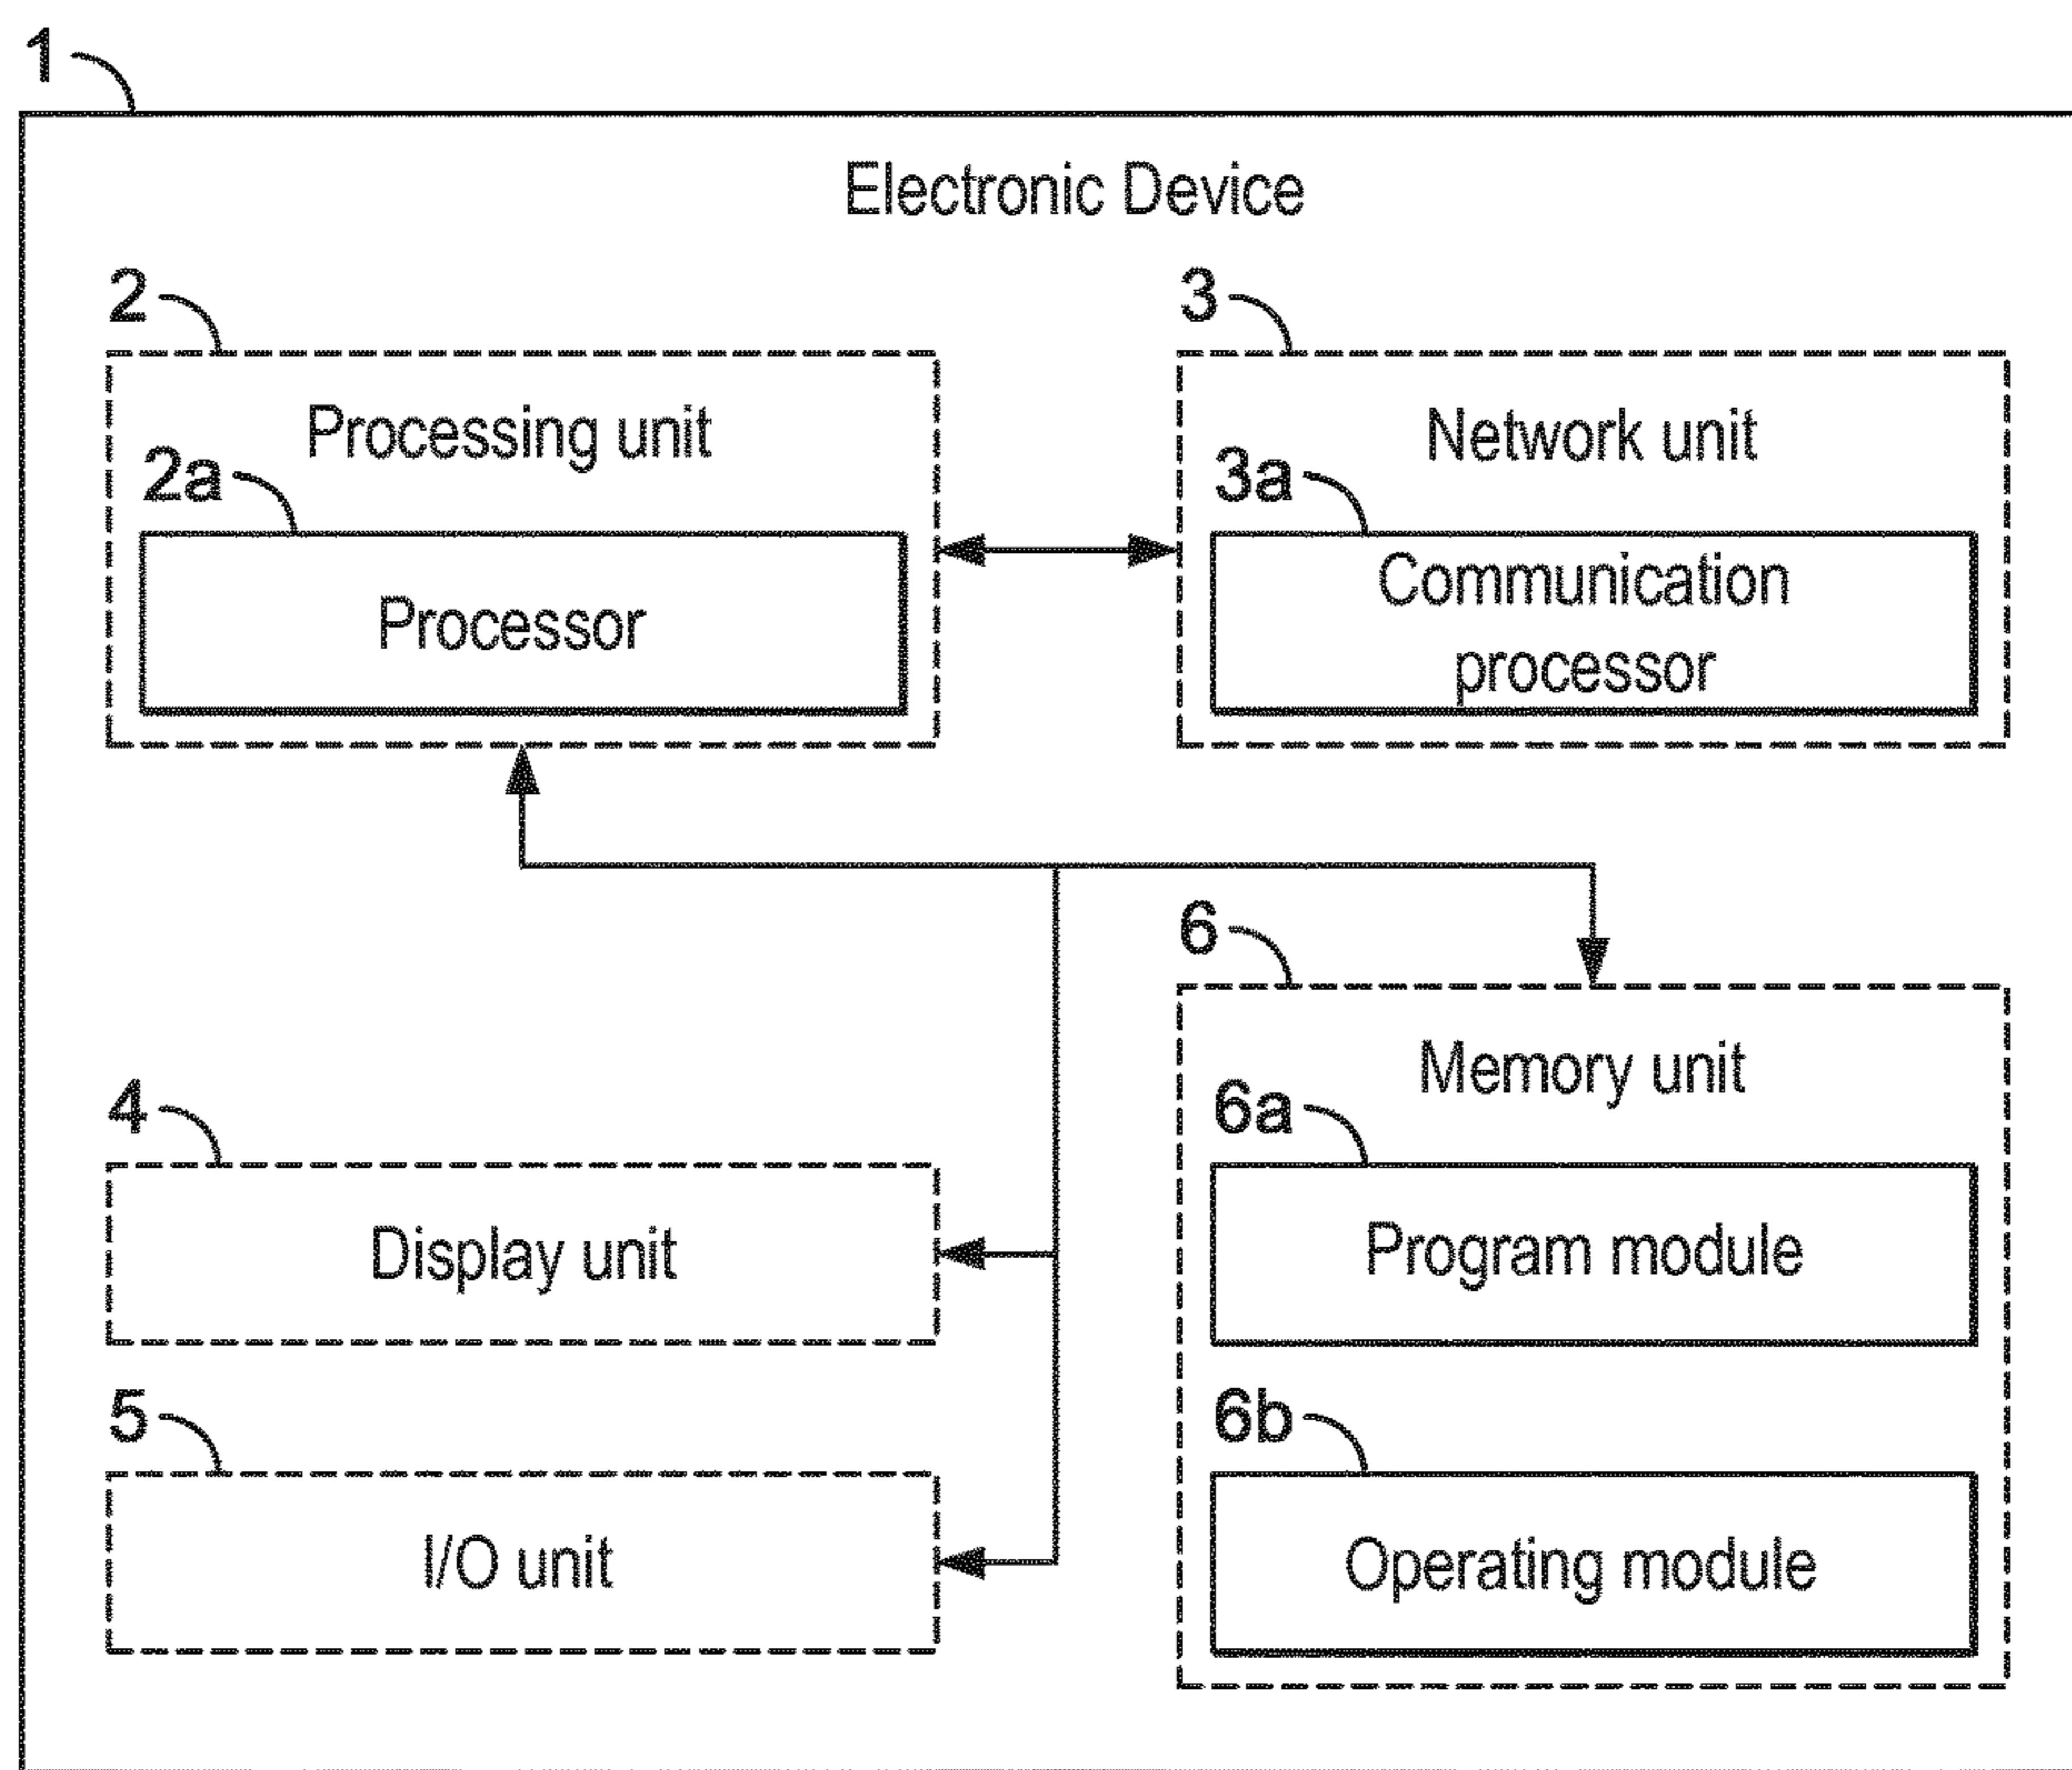 1
Electronic Device
2
3
Processing unit
Network unit
2a
3a
Processor
Communication
processor
6
Memory unit
4
6a
Display unit
Program module
5
6b
I/O unit
Operating module